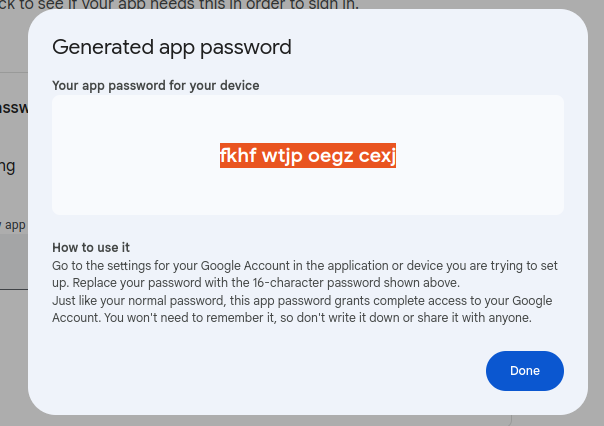 ck to see if your app needs this in order to sign in.
Generated app password
Your app password for your device
assw
fkhf wtjp oegz cexj
ng
app
How to use it
Go to the settings for your Google Account in the application or device you are trying to set
up. Replace your password with the 16-character password shown above.
Just like your normal password, this app password grants complete access to your Google
Account. You won't need to remember it, so don't write it down or share it with anyone.
Done